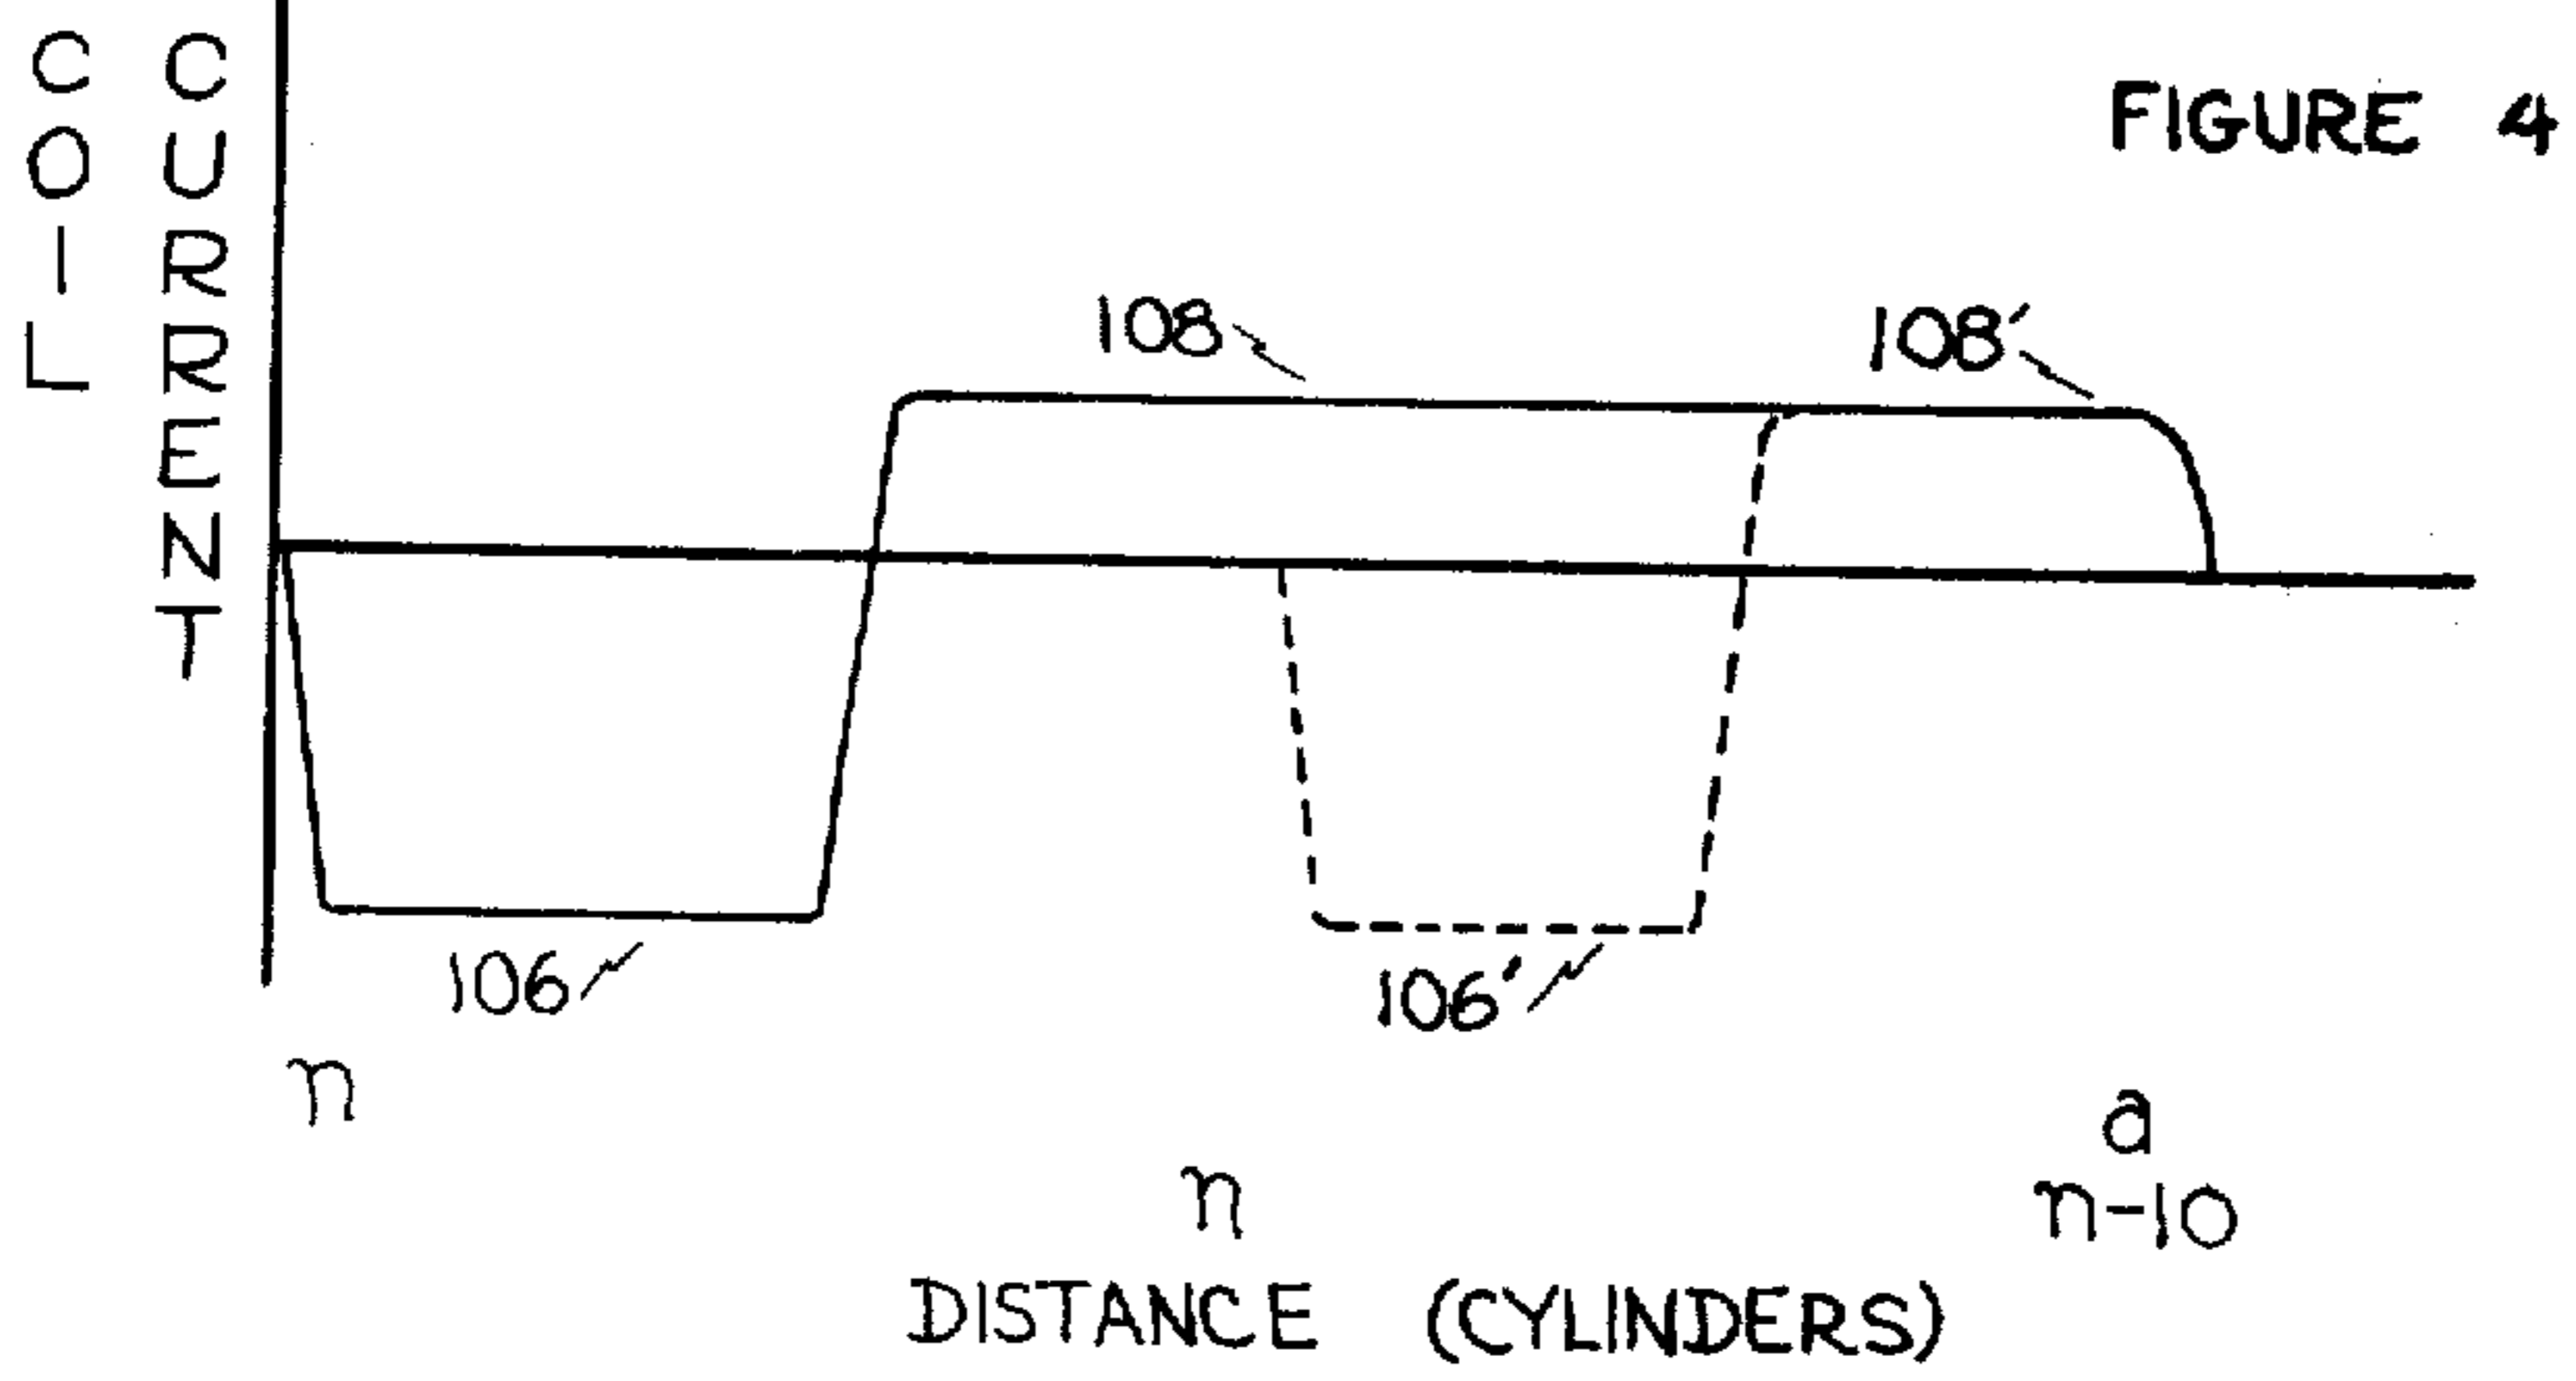 COIL
CURRENT
FIGURE 4
108
108'
106
106'
n
a
n
n-10
DISTANCE (CYLINDERS)